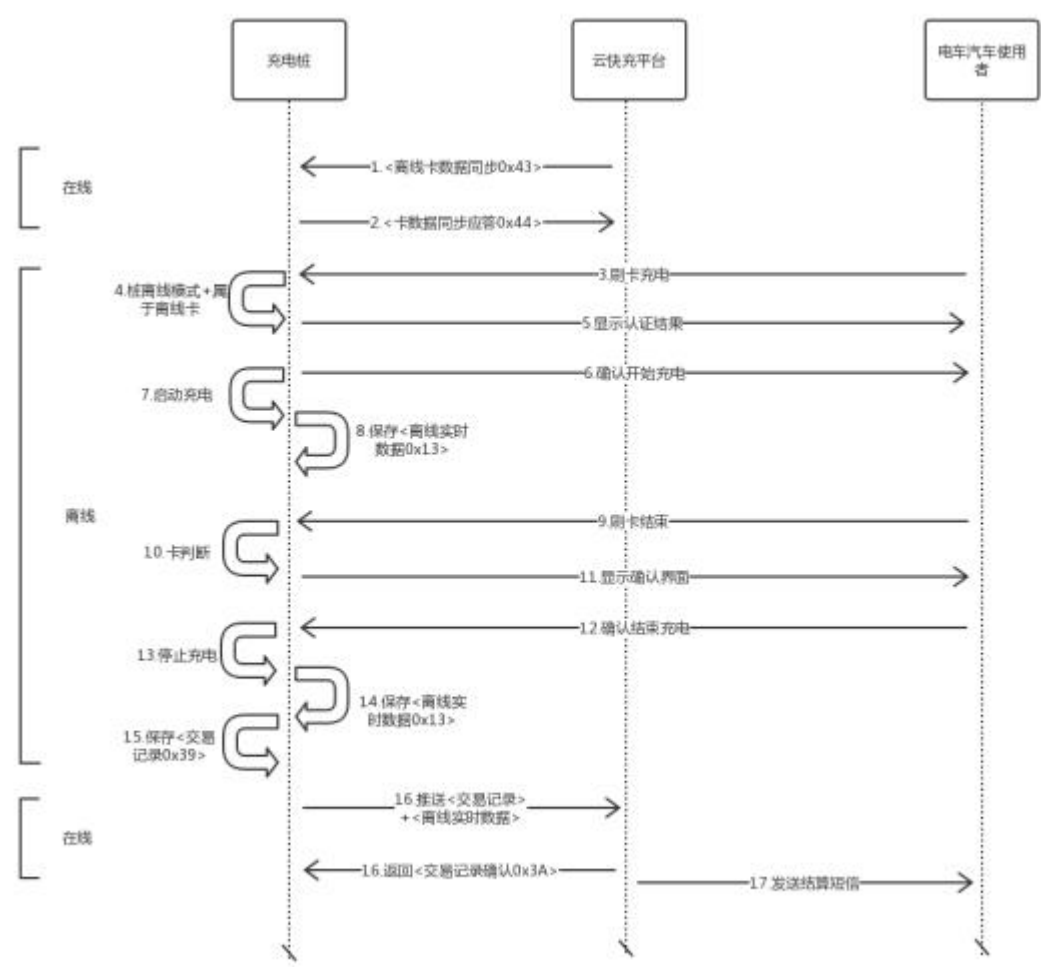 充电桩
云快充平台
电车汽车使用
者
在线
1.<离线卡数据同步0x43>
2.<卡数据同步应答0x44>
3.刷卡充电
4.桩离线模式+属
于离线卡
5.显示认证结果
6.确认开始充电
7.启动充电
8.保存<离线实时
数据0x13>
离线
9.刷卡结束
10.卡判断
11.显示确认界面
12.确认结束充电
13.停止充电
14.保存<离线实
时数据0x13>
15.保存<交易
记录0x39>
16.推送<交易记录>
+<离线实时数据>
在线
16.返回<交易记录确认0x3A>
17.发送结算短信